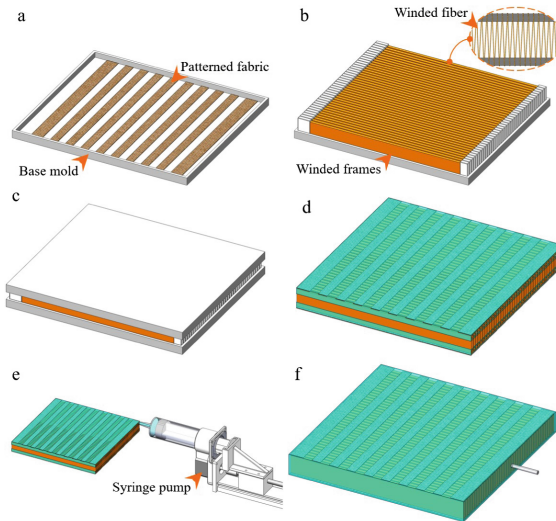 a
Patterned fabric
Base mold
b
Winded fiber
Winded frames
c
d
e
Syringe pump
f